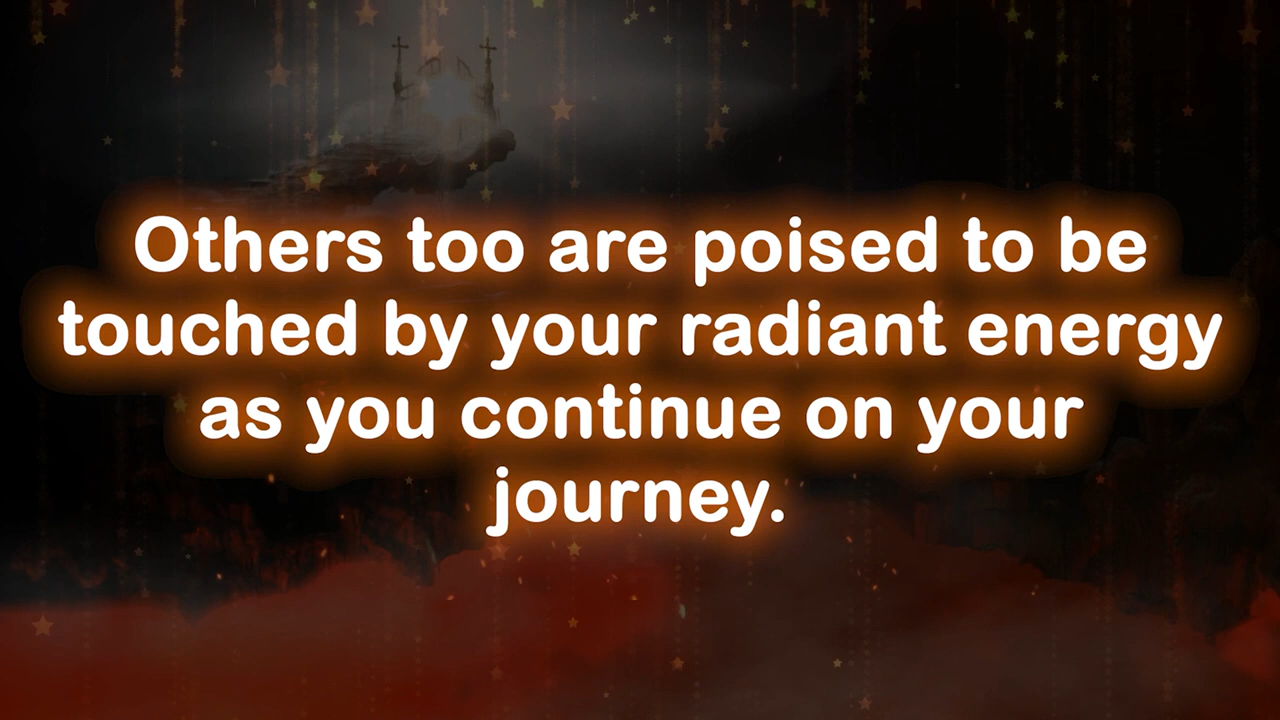 Others too are poised to be
touched by your radiant energy
as you continue on your
journey.